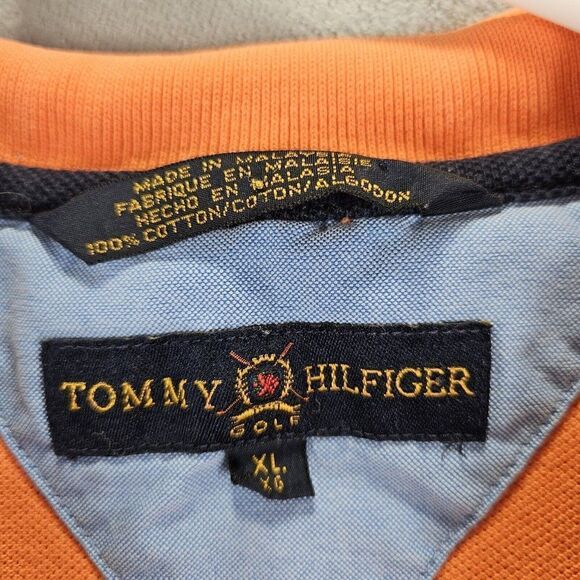 MADE IN MALAYSIA
FABRIQUE EN MALAISIE
HECHO EN MALASIA
100% COTTON/COTON/ALGODON
TOMMY HILFIGER
GOLF
XL
XG